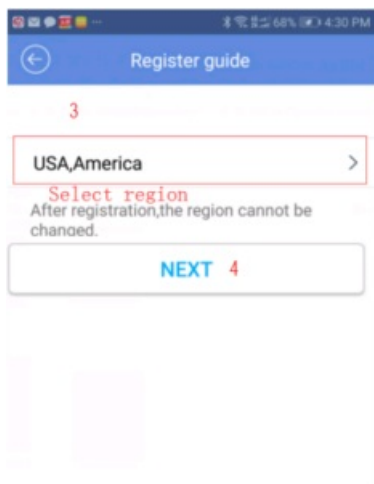 68% 4:30 PM
Register guide
3
USA,America
Select region
After registration,the region cannot be
changed.
NEXT 4